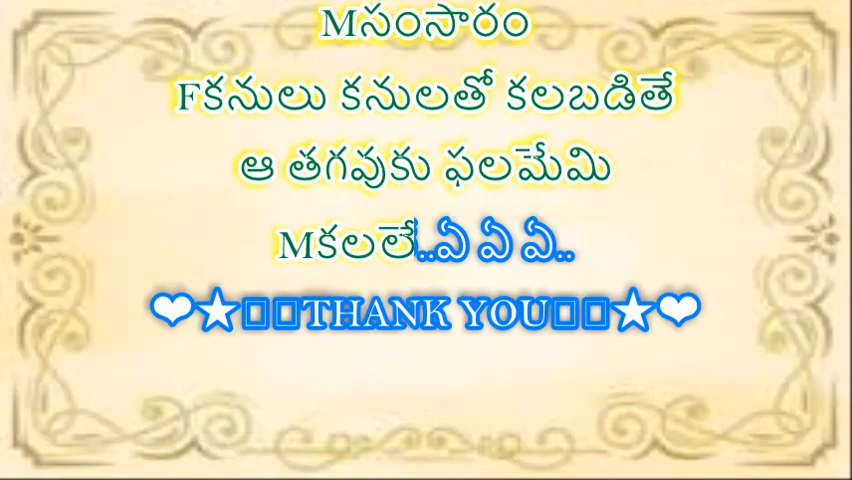 Mసంసారం
Fకనులు కనులతో కలబడితే
ఆ తగవుకు ఫలమేమి
Mకలలే..ఏ ఏ ఏ..
❤★□□THANK YOU□□★❤